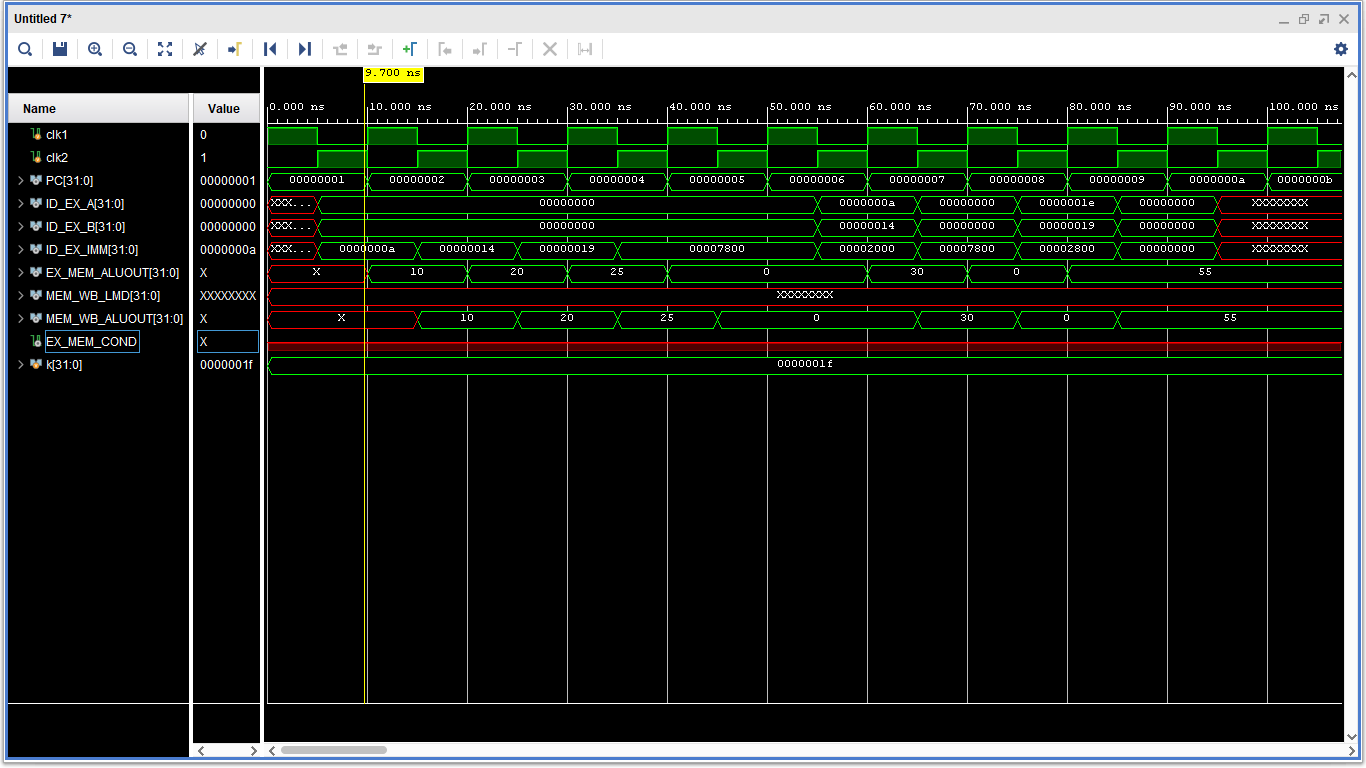 Untitled 7*
9.700 ns
Name Value 0.000 ns 10.000 ns 20.000 ns 30.000 ns 40.000 ns 50.000 ns 60.000 ns 70.000 ns 80.000 ns 90.000 ns 100.000 ns
clk1 0
clk2 1
PC[31:0] 00000001 00000001 00000002 00000003 00000004 00000005 00000006 00000007 00000008 00000009 0000000a 0000000b
ID_EX_A[31:0] 00000000 XXX... 00000000 0000000a 00000000 0000001e 00000000 XXXXXXXX
ID_EX_B[31:0] 00000000 XXX... 00000000 00000014 00000000 00000019 00000000 XXXXXXXX
ID_EX_IMM[31:0] 0000000a XXX... 0000000a 00000014 00000019 00007800 00002000 00007800 00002800 00000000 XXXXXXXX
EX_MEM_ALUOUT[31:0] X X 10 20 25 0 30 0 55
MEM_WB_LMD[31:0] XXXXXXXX XXXXXXXX
MEM_WB_ALUOUT[31:0] X X 10 20 25 0 30 0 55
EX_MEM_COND X
k[31:0] 0000001f 0000001f